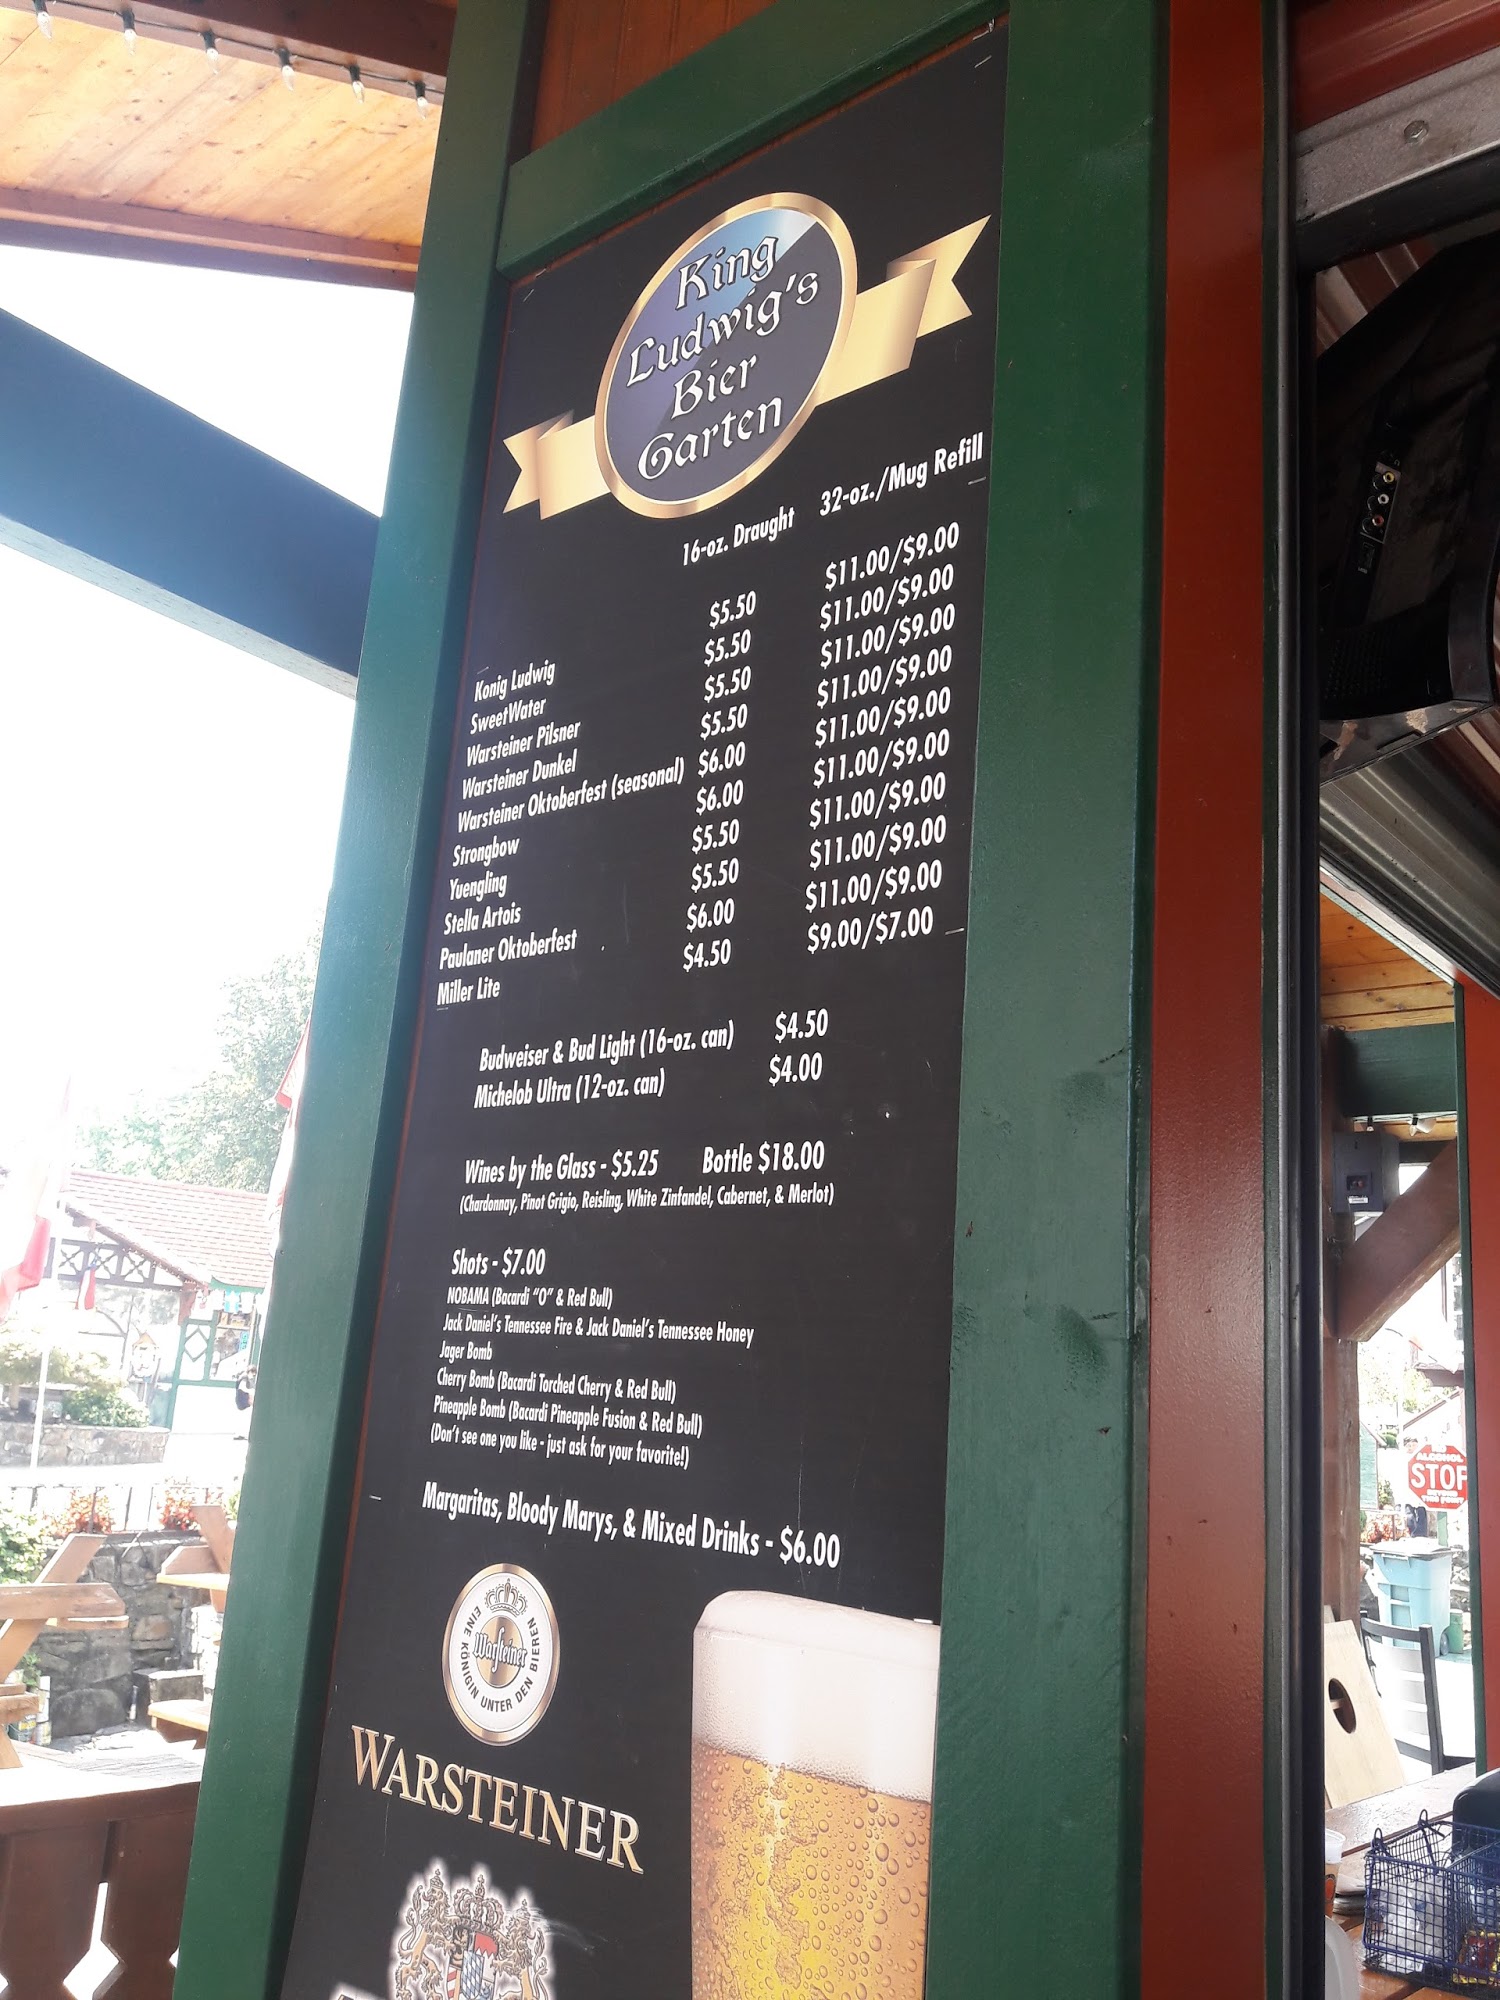 King
Ludwig's
Bier
Garten
16-oz. Draught 32-oz./Mug Refill
Konig Ludwig $5.50 $11.00/$9.00
SweetWater $5.50 $11.00/$9.00
Warsteiner Pilsner $5.50 $11.00/$9.00
Warsteiner Dunkel $5.50 $11.00/$9.00
Warsteiner Oktoberfest (seasonal) $6.00 $11.00/$9.00
Strongbow $6.00 $11.00/$9.00
Yuengling $5.50 $11.00/$9.00
Stella Artois $5.50 $11.00/$9.00
Paulaner Oktoberfest $6.00 $11.00/$9.00
Miller Lite $4.50 $9.00/$7.00
Budweiser & Bud Light (16-oz. can) $4.50
Michelob Ultra (12-oz. can) $4.00
Wines by the Glass - $5.25 Bottle $18.00
(Chardonnay, Pinot Grigio, Reisling, White Zinfandel, Cabernet, & Merlot)
Shots - $7.00
NOBAMA (Bacardi "O" & Red Bull)
Jack Daniel's Tennessee Fire & Jack Daniel's Tennessee Honey
Jager Bomb
Cherry Bomb (Bacardi Torched Cherry & Red Bull)
Pineapple Bomb (Bacardi Pineapple Fusion & Red Bull)
(Don't see one you like - just ask for your favorite!)
Margaritas, Bloody Marys, & Mixed Drinks - $6.00
Warsteiner
EINE KÖNIGIN UNTER DEN BIEREN
WARSTEINER
ALCOHOL
STOP